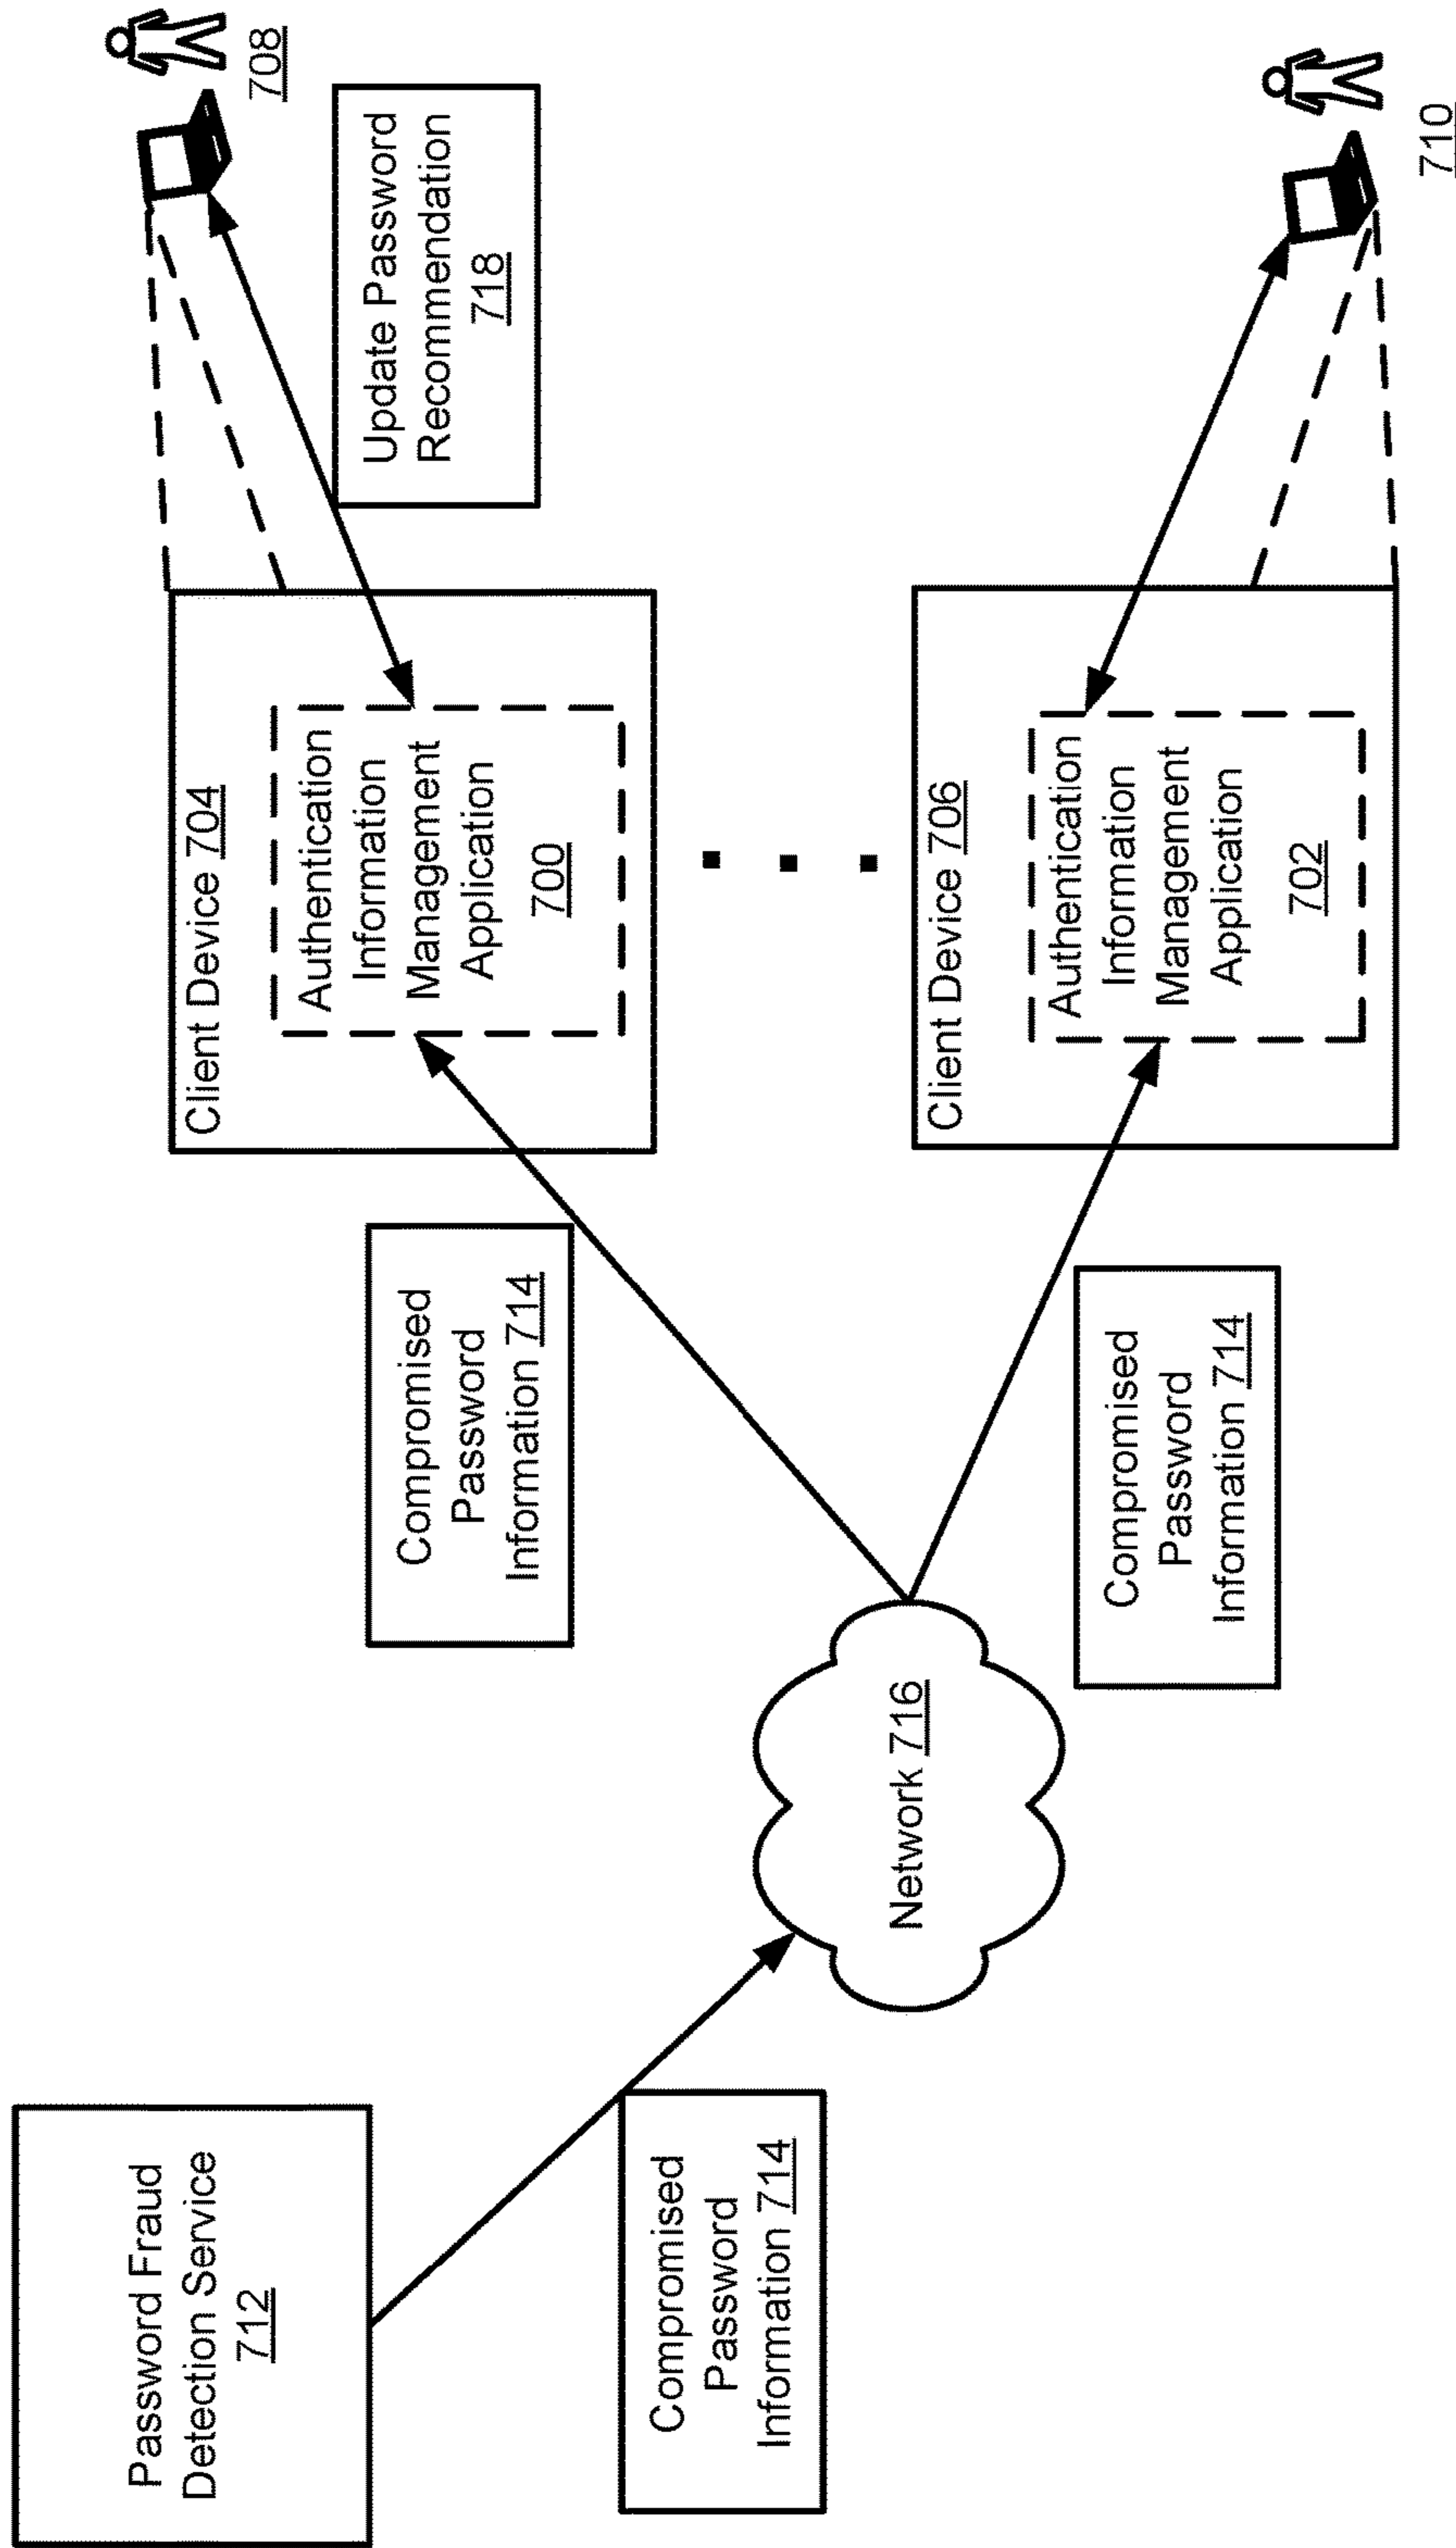 Password Fraud
Detection Service
712
Compromised
Password
Information 714
Network 716
Compromised
Password
Information 714
Compromised
Password
Information 714
Client Device 704
Authentication
Information
Management
Application
700
Client Device 706
Authentication
Information
Management
Application
702
Update Password
Recommendation
718
708
710